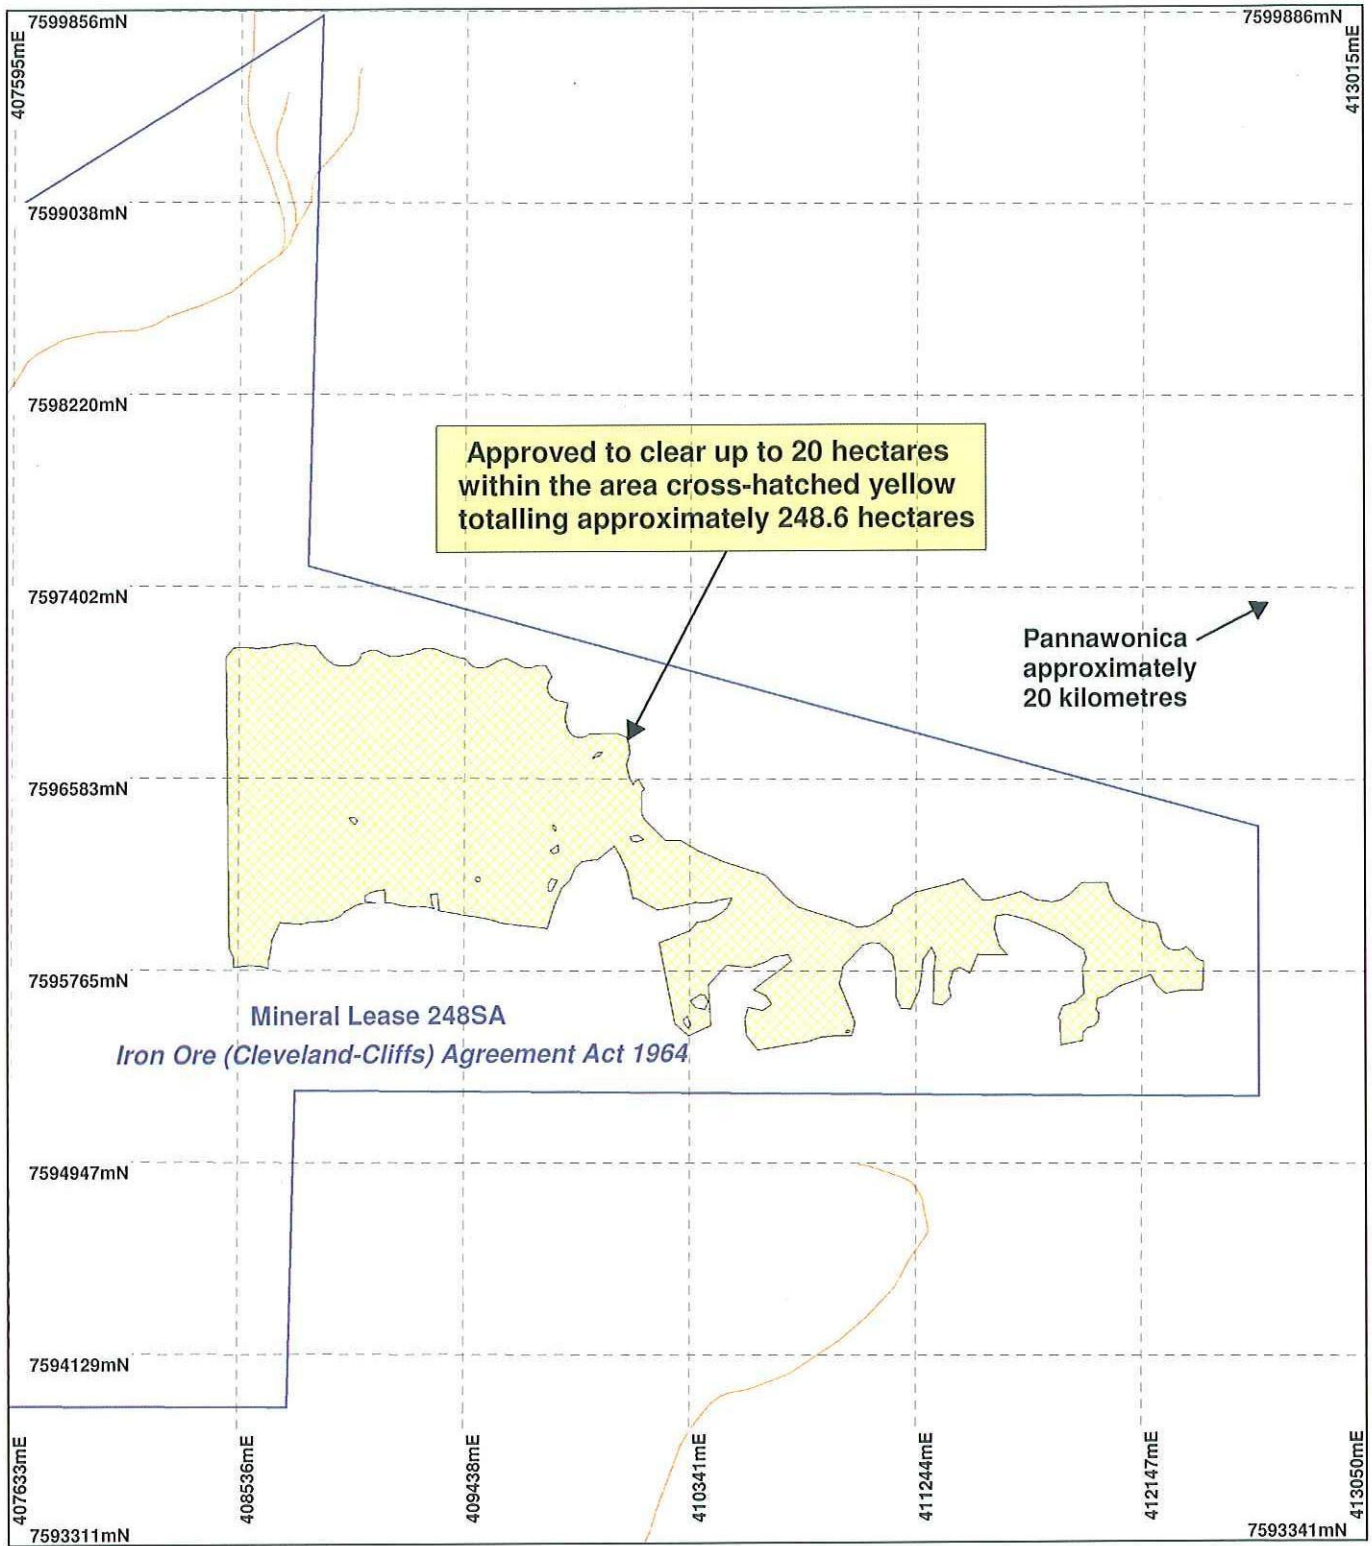 7599856mN
7599886mN
407595mE
413015mE
7599038mN
7598220mN
Approved to clear up to 20 hectares
within the area cross-hatched yellow
totalling approximately 248.6 hectares
7597402mN
Pannawonica
approximately
20 kilometres
7596583mN
7595765mN
Mineral Lease 248SA
Iron Ore (Cleveland-Cliffs) Agreement Act 1964
7594947mN
7594129mN
407633mE
408536mE
409438mE
410341mE
411244mE
412147mE
413050mE
7593311mN
7593341mN